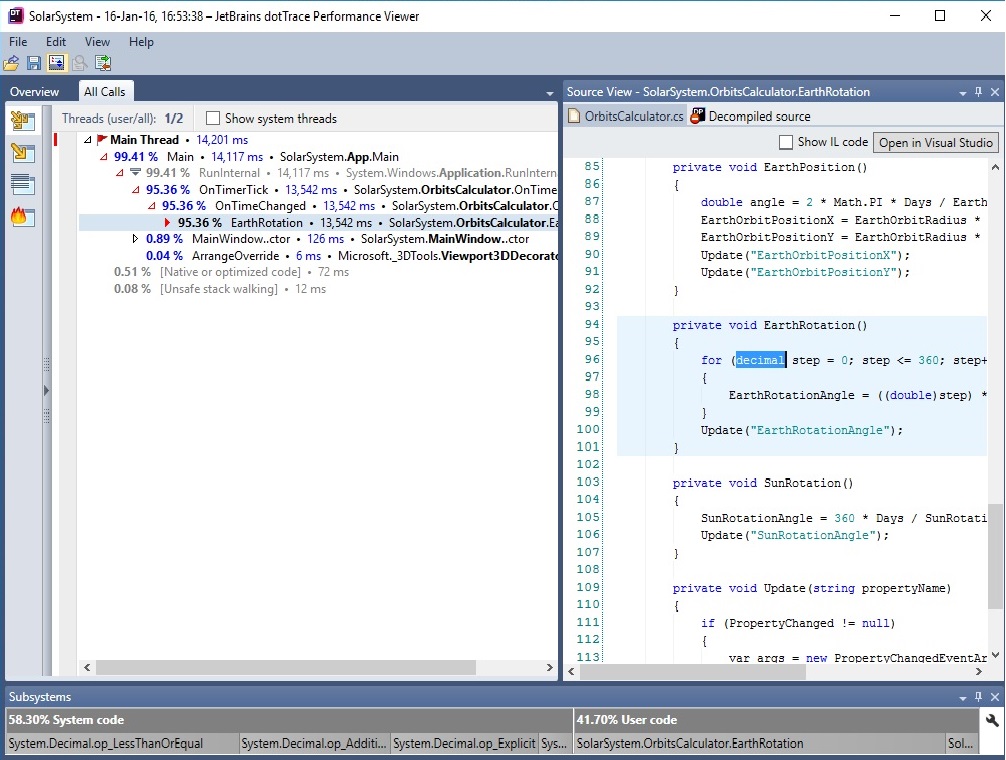 SolarSystem - 16-Jan-16, 16:53:38 – JetBrains dotTrace Performance Viewer
File Edit View Help
Overview All Calls
Threads (user/all): 1/2 Show system threads
Main Thread • 14,201 ms
99.41 % Main • 14,117 ms • SolarSystem.App.Main
99.41 % RunInternal • 14,117 ms • System.Windows.Application.RunInternal
95.36 % OnTimerTick • 13,542 ms • SolarSystem.OrbitsCalculator.OnTime
95.36 % OnTimeChanged • 13,542 ms • SolarSystem.OrbitsCalculator.O
95.36 % EarthRotation • 13,542 ms • SolarSystem.OrbitsCalculator.Ea
0.89 % MainWindow..ctor • 126 ms • SolarSystem.MainWindow..ctor
0.04 % ArrangeOverride • 6 ms • Microsoft._3DTools.Viewport3DDecorato
0.51 % [Native or optimized code] • 72 ms
0.08 % [Unsafe stack walking] • 12 ms
Source View - SolarSystem.OrbitsCalculator.EarthRotation
OrbitsCalculator.cs Decompiled source
Show IL code Open in Visual Studio
85 private void EarthPosition()
86 {
87 double angle = 2 * Math.PI * Days / Earth
88 EarthOrbitPositionX = EarthOrbitRadius *
89 EarthOrbitPositionY = EarthOrbitRadius *
90 Update("EarthOrbitPositionX");
91 Update("EarthOrbitPositionY");
92 }
93
94 private void EarthRotation()
95 {
96 for (decimal step = 0; step <= 360; step+
97 {
98 EarthRotationAngle = ((double)step) *
99 }
100 Update("EarthRotationAngle");
101 }
102
103 private void SunRotation()
104 {
105 SunRotationAngle = 360 * Days / SunRotati
106 Update("SunRotationAngle");
107 }
108
109 private void Update(string propertyName)
110 {
111 if (PropertyChanged != null)
112 {
113 var args = new PropertyChangedEventAr
Subsystems
58.30% System code 41.70% User code
System.Decimal.op_LessThanOrEqual System.Decimal.op_Additi... System.Decimal.op_Explicit Sys... SolarSystem.OrbitsCalculator.EarthRotation Sol...